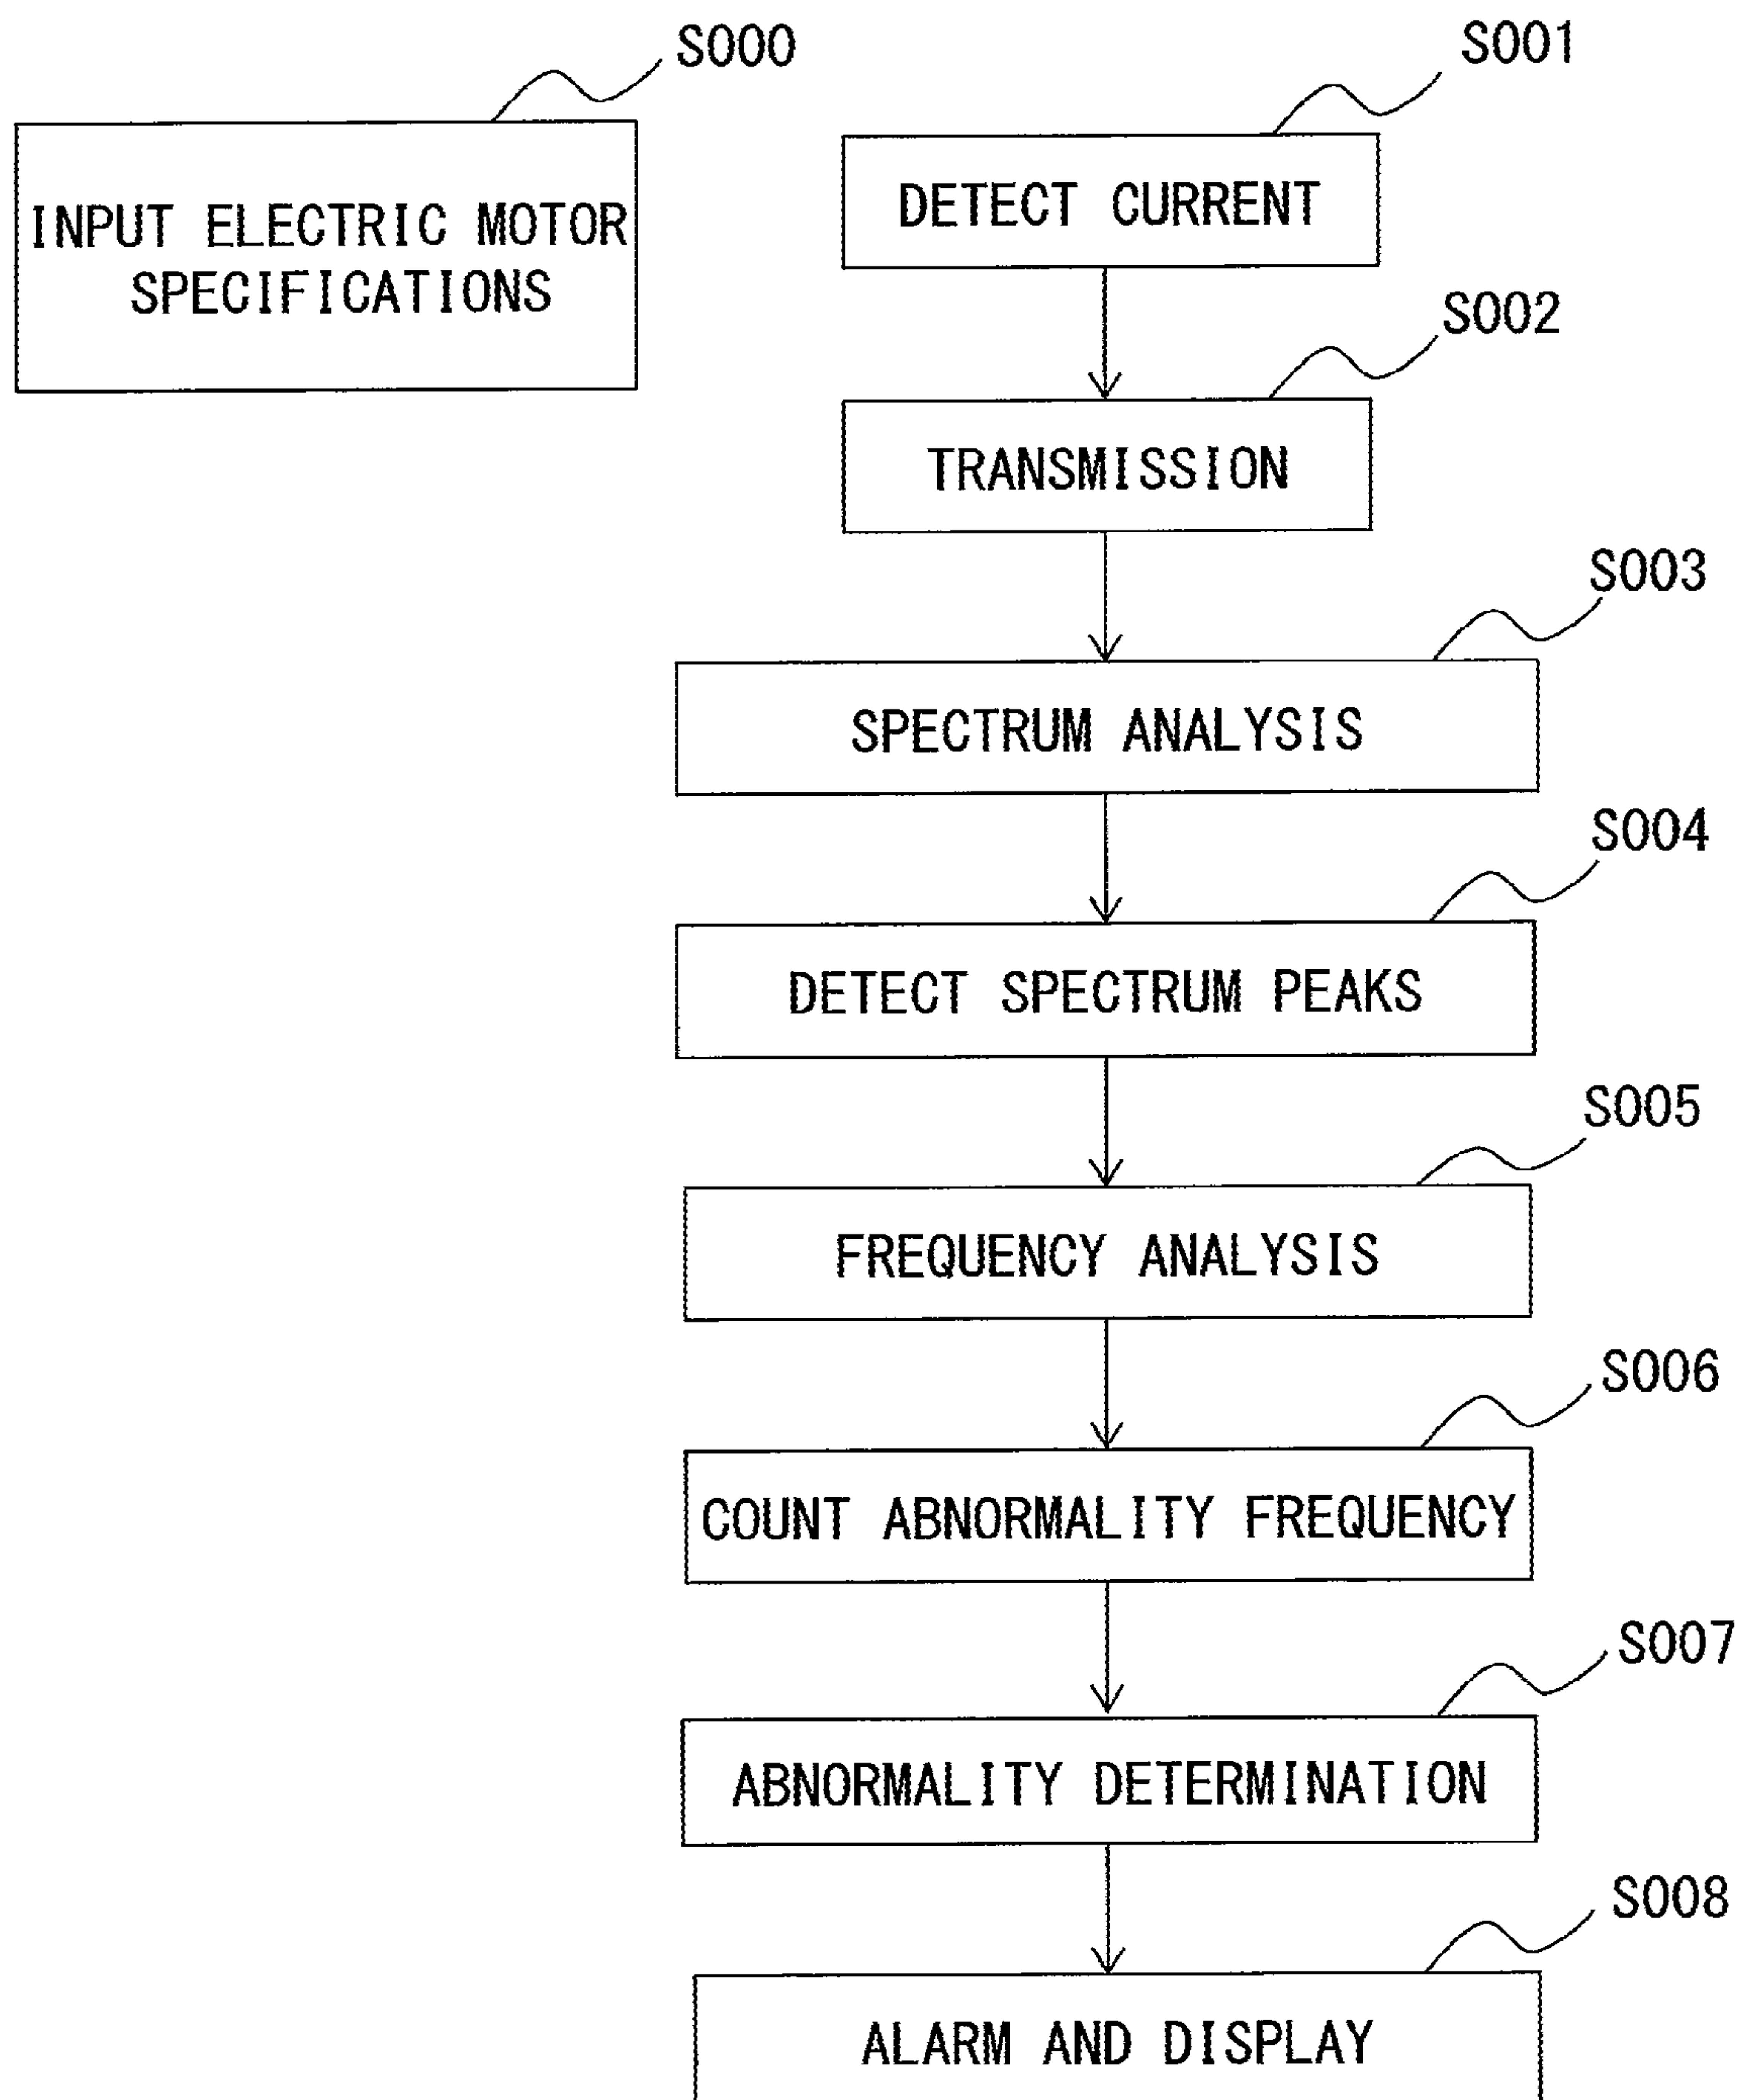 S000
INPUT ELECTRIC MOTOR
SPECIFICATIONS
S001
DETECT CURRENT
S002
TRANSMISSION
S003
SPECTRUM ANALYSIS
S004
DETECT SPECTRUM PEAKS
S005
FREQUENCY ANALYSIS
S006
COUNT ABNORMALITY FREQUENCY
S007
ABNORMALITY DETERMINATION
S008
ALARM AND DISPLAY